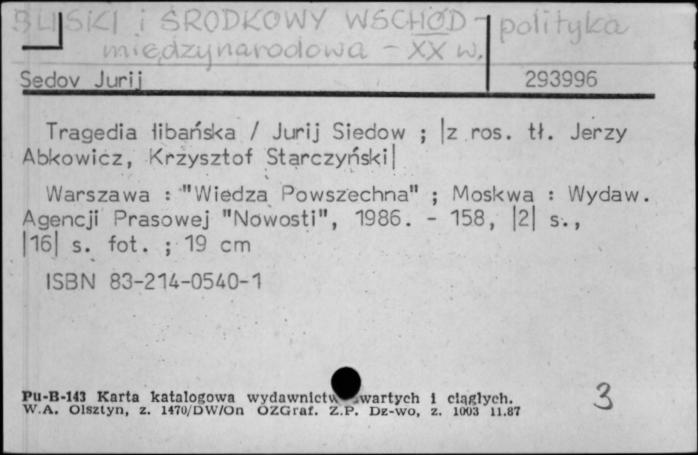 BLISKI i ŚRODKOWY WSCHÓD - polityka
międzynarodowa - XX w.
Sedov Jurij 293996
Tragedia libańska / Jurij Siedow ; |z ros. tł. Jerzy
Abkowicz, Krzysztof Starczyński|
Warszawa : "Wiedza Powszechna" ; Moskwa : Wydaw.
Agencji Prasowej "Nowosti", 1986. - 158, |2| s.,
|16| s. fot. ; 19 cm
ISBN 83-214-0540-1
Pu-B-143 Karta katalogowa wydawnictw zwartych i ciągłych. 3
W.A. Olsztyn, z. 1470/DW/On OZGraf. Z.P. Dz-wo, z. 1003 11.87